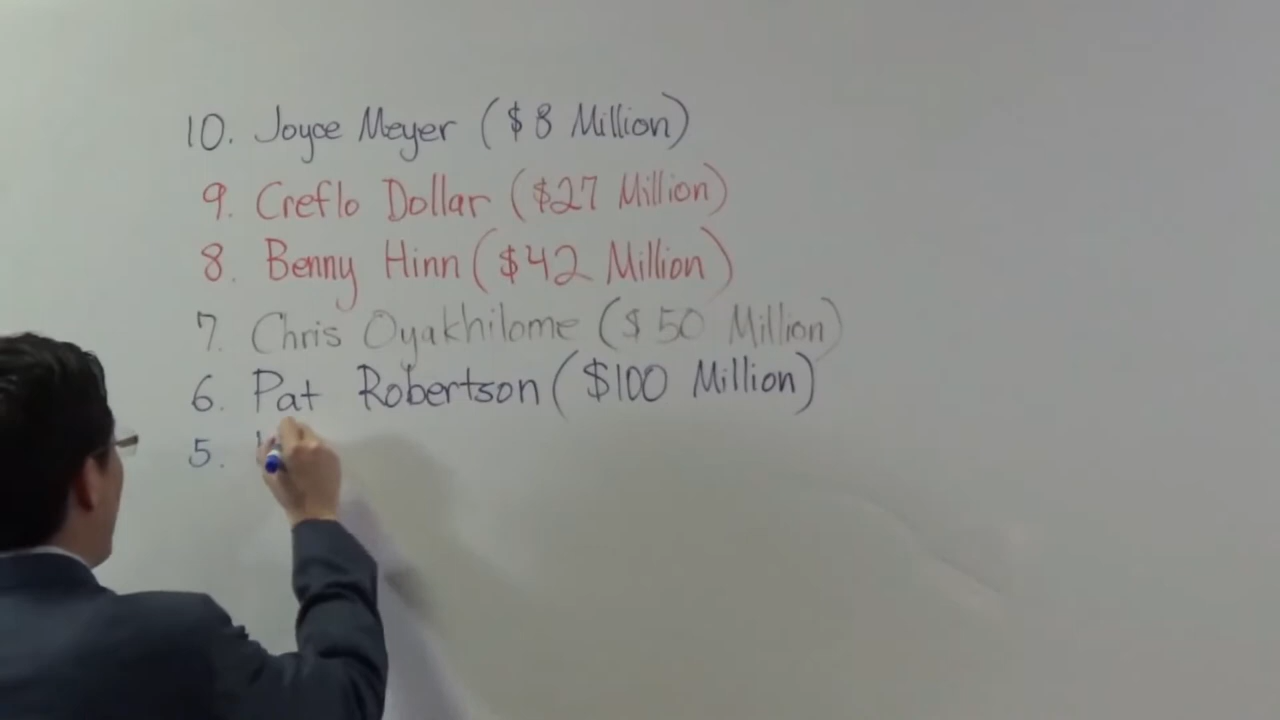 10. Joyce Meyer ($8 Million)
9. Creflo Dollar ($27 Million)
8. Benny Hinn ($42 Million)
7. Chris Oyakhilome ($50 Million)
6. Pat Robertson ($100 Million)
5.